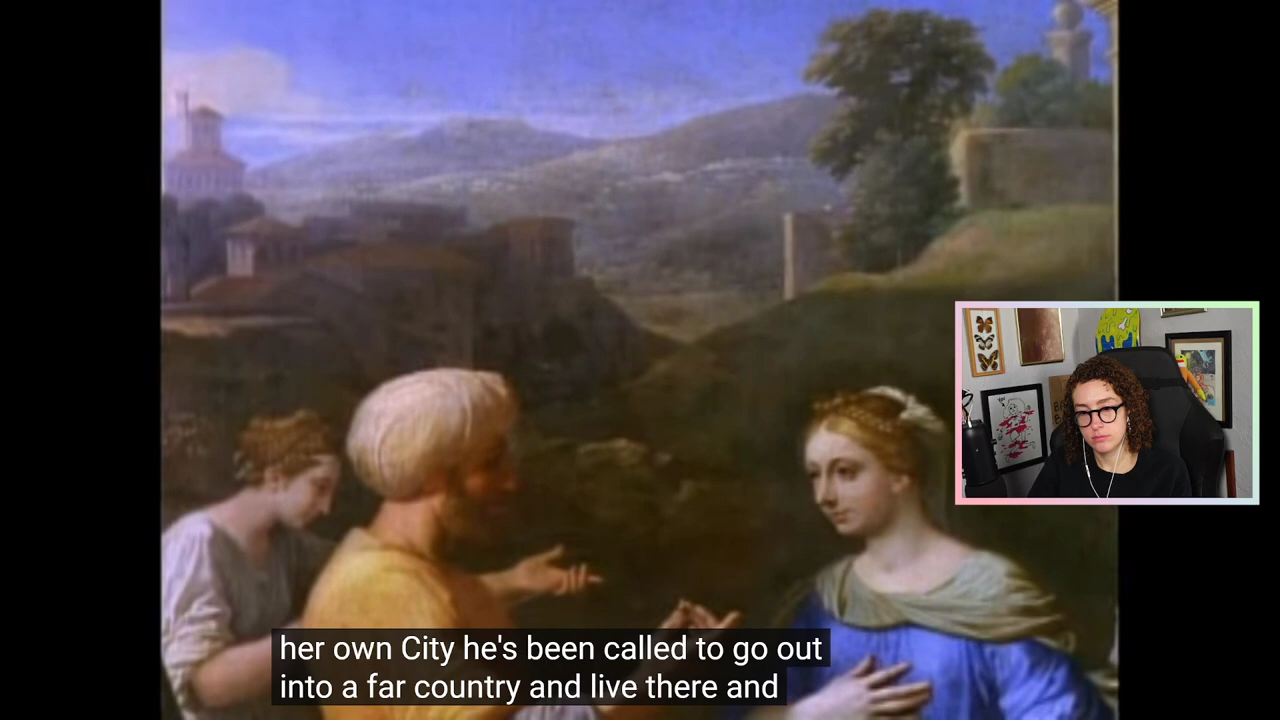 her own City he's been called to go out
into a far country and live there and